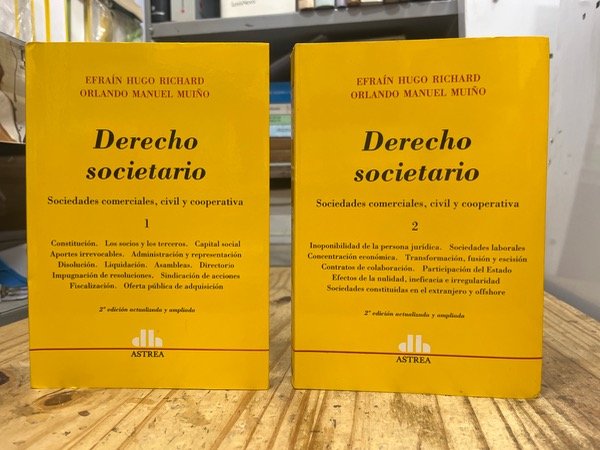 EFRAÍN HUGO RICHARD
ORLANDO MANUEL MUIÑO
Derecho
societario
Sociedades comerciales, civil y cooperativa
1
Constitución. Los socios y los terceros. Capital social
Aportes irrevocables. Administración y representación
Disolución. Liquidación. Asambleas. Directorio
Impugnación de resoluciones. Sindicación de acciones
Fiscalización. Oferta pública de adquisición
2ª edición actualizada y ampliada
ASTREA
EFRAÍN HUGO RICHARD
ORLANDO MANUEL MUIÑO
Derecho
societario
Sociedades comerciales, civil y cooperativa
2
Inoponibilidad de la persona jurídica. Sociedades laborales
Concentración económica. Transformación, fusión y escisión
Contratos de colaboración. Participación del Estado
Efectos de la nulidad, ineficacia e irregularidad
Sociedades constituidas en el extranjero y offshore
2ª edición actualizada y ampliada
ASTREA